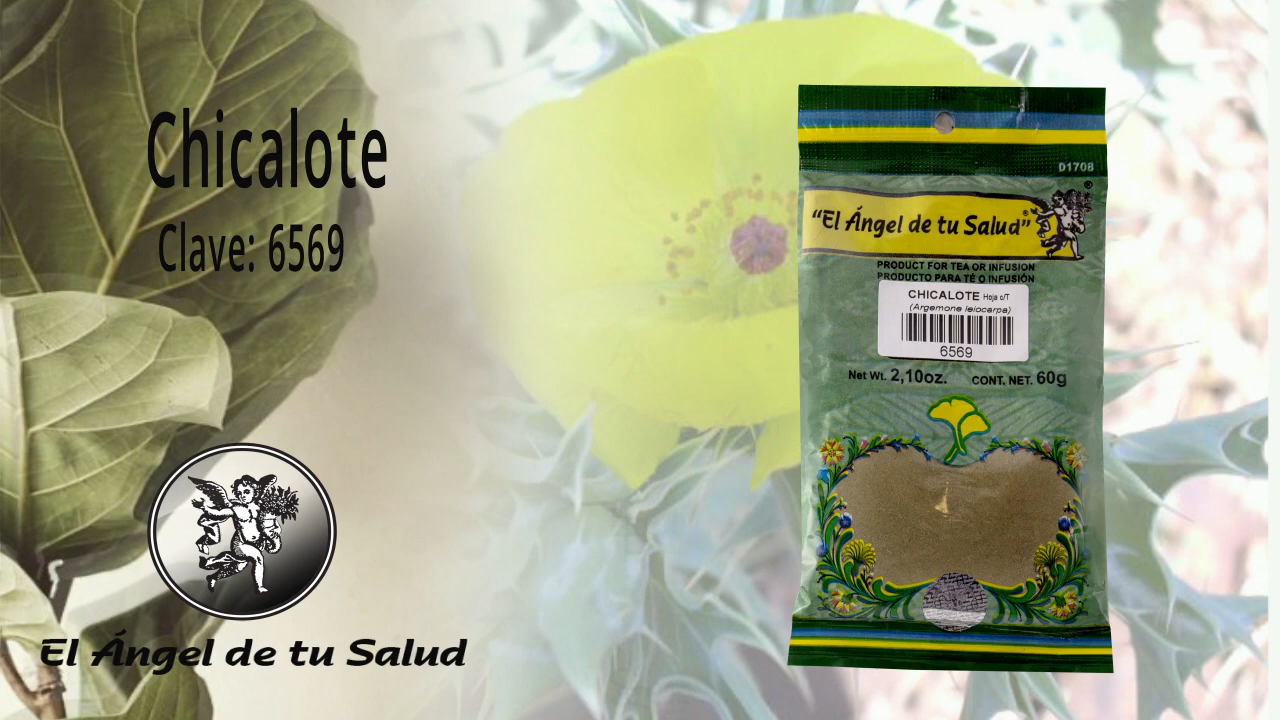 Chicalote
Clave: 6569
El Ángel de tu Salud
D1708
®
“El Ángel de tu Salud”®
PRODUCT FOR TEA OR INFUSION
PRODUCTO PARA TÉ O INFUSIÓN
CHICALOTE Hoja c/T
(Argemone leiocarpa)
6569
Net Wt. 2,10oz. CONT. NET. 60g